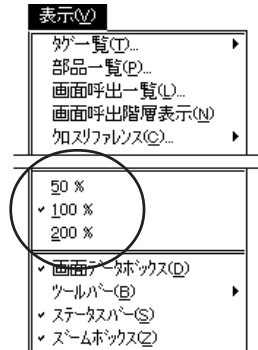 表示(V)
ﾀｸﾞ一覧(T)...
部品一覧(P)...
画面呼出一覧(L)...
画面呼出階層表示(N)
ｸﾛｽﾘﾌｧﾚﾝｽ(C)...
50 %
✓ 100 %
200 %
✓ 画面ﾃﾞｰﾀﾎﾞｯｸｽ(D)
ﾂｰﾙﾊﾞｰ(B)
✓ ｽﾃｰﾀｽﾊﾞｰ(S)
✓ ｽﾞｰﾑﾎﾞｯｸｽ(Z)